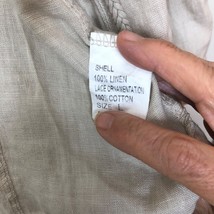 SHELL
100% LINEN
LACE ORNAMENTATION
100% COTTON
SIZE: L